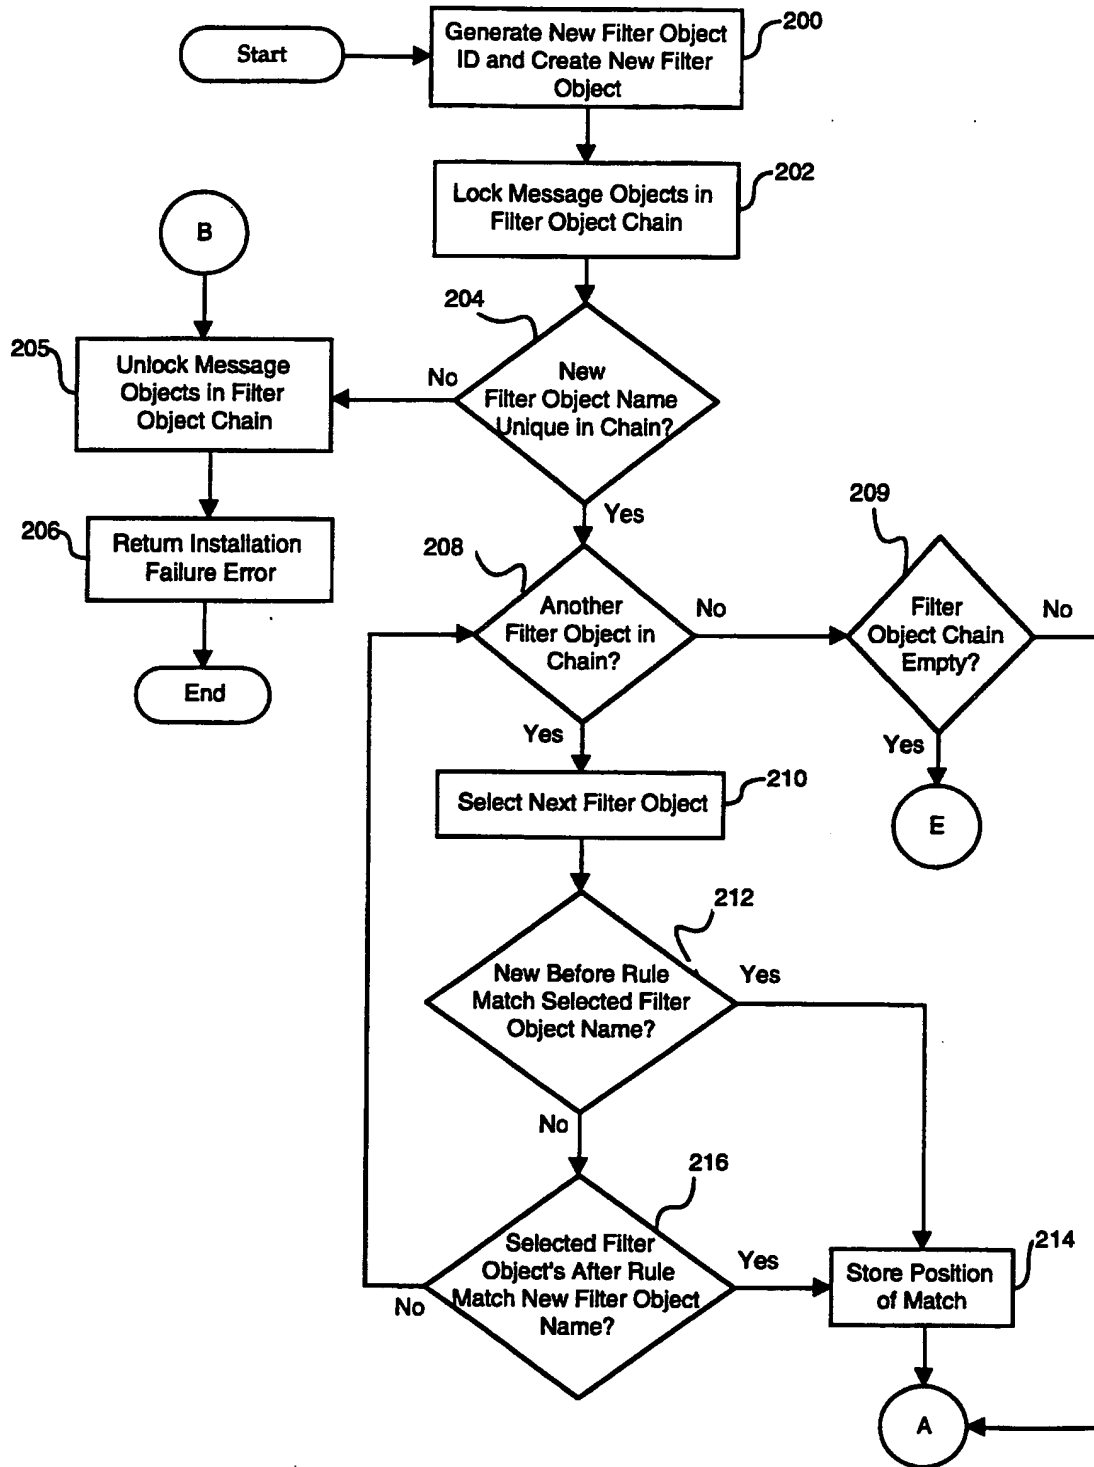 Start
Generate New Filter Object
ID and Create New Filter
Object
200
Lock Message Objects in
Filter Object Chain
202
B
204
New
Filter Object Name
Unique in Chain?
No
Yes
205
Unlock Message
Objects in Filter
Object Chain
206
Return Installation
Failure Error
End
208
Another
Filter Object in
Chain?
No
Yes
209
Filter
Object Chain
Empty?
No
Yes
E
Select Next Filter Object
210
212
New Before Rule
Match Selected Filter
Object Name?
Yes
No
216
Selected Filter
Object's After Rule
Match New Filter Object
Name?
No
Yes
214
Store Position
of Match
A